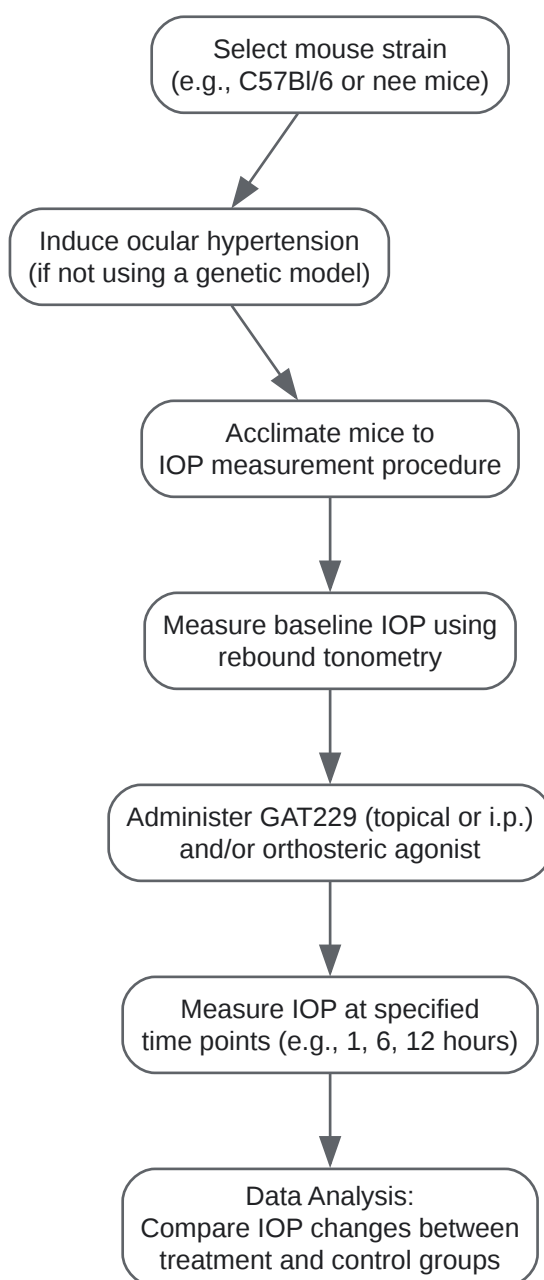 Select mouse strain
(e.g., C57Bl/6 or nee mice)
Induce ocular hypertension
(if not using a genetic model)
Acclimate mice to
IOP measurement procedure
Measure baseline IOP using
rebound tonometry
Administer GAT229 (topical or i.p.)
and/or orthosteric agonist
Measure IOP at specified
time points (e.g., 1, 6, 12 hours)
Data Analysis:
Compare IOP changes between
treatment and control groups